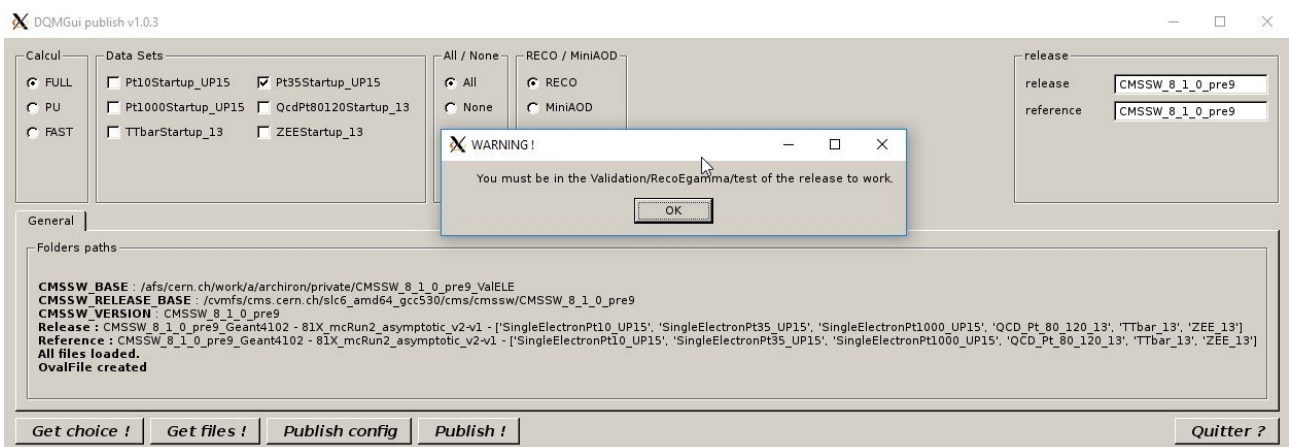 DQMGui publish v1.0.3
Calcul
FULL
PU
FAST
Data Sets
Pt10Startup_UP15 Pt35Startup_UP15
Pt1000Startup_UP15 QcdPt80120Startup_13
TTbarStartup_13 ZEEStartup_13
All / None
All
None
RECO / MiniAOD
RECO
MiniAOD
release
release CMSSW_8_1_0_pre9
reference CMSSW_8_1_0_pre9
WARNING !
You must be in the Validation/RecoEgamma/test of the release to work.
OK
General
Folders paths
CMSSW_BASE : /afs/cern.ch/work/a/archiron/private/CMSSW_8_1_0_pre9_ValELE
CMSSW_RELEASE_BASE : /cvmfs/cms.cern.ch/slc6_amd64_gcc530/cms/cmssw/CMSSW_8_1_0_pre9
CMSSW_VERSION : CMSSW_8_1_0_pre9
Release : CMSSW_8_1_0_pre9_Geant4102 - 81X_mcRun2_asymptotic_v2-v1 - ['SingleElectronPt10_UP15', 'SingleElectronPt35_UP15', 'SingleElectronPt1000_UP15', 'QCD_Pt_80_120_13', 'TTbar_13', 'ZEE_13']
Reference : CMSSW_8_1_0_pre9_Geant4102 - 81X_mcRun2_asymptotic_v2-v1 - ['SingleElectronPt10_UP15', 'SingleElectronPt35_UP15', 'SingleElectronPt1000_UP15', 'QCD_Pt_80_120_13', 'TTbar_13', 'ZEE_13']
All files loaded.
OvalFile created
Get choice ! Get files ! Publish config Publish ! Quitter ?